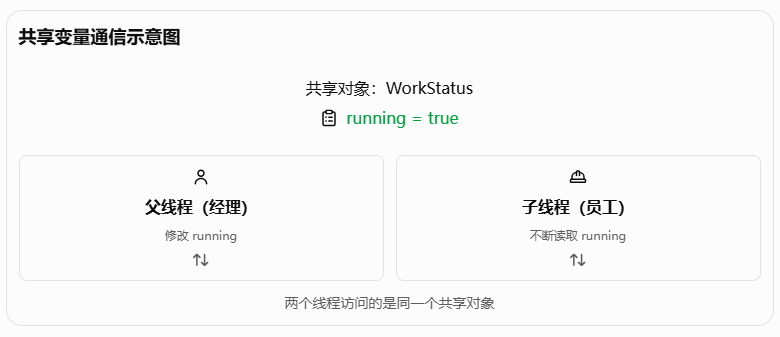 共享变量通信示意图
共享对象：WorkStatus
running = true
父线程（经理）
修改 running
子线程（员工）
不断读取 running
两个线程访问的是同一个共享对象